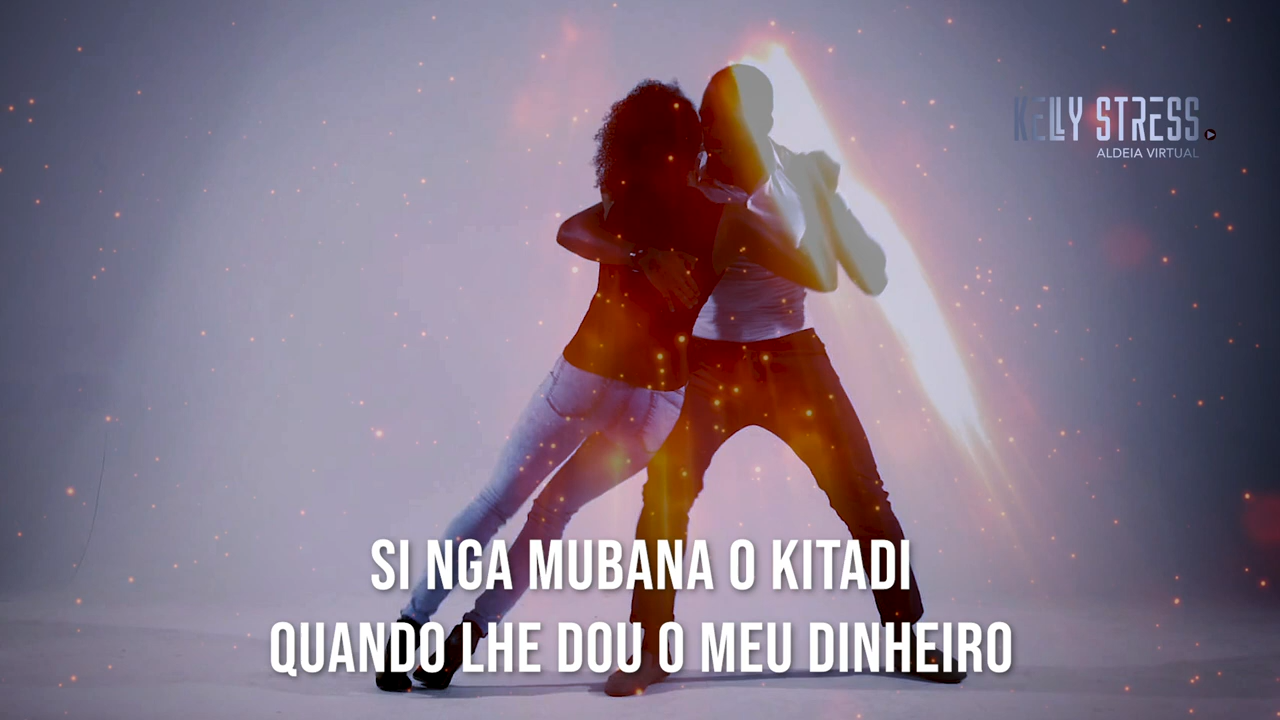 KELLY STRESS
ALDEIA VIRTUAL
SI NGA MUBANA O KITADI
QUANDO LHE DOU O MEU DINHEIRO